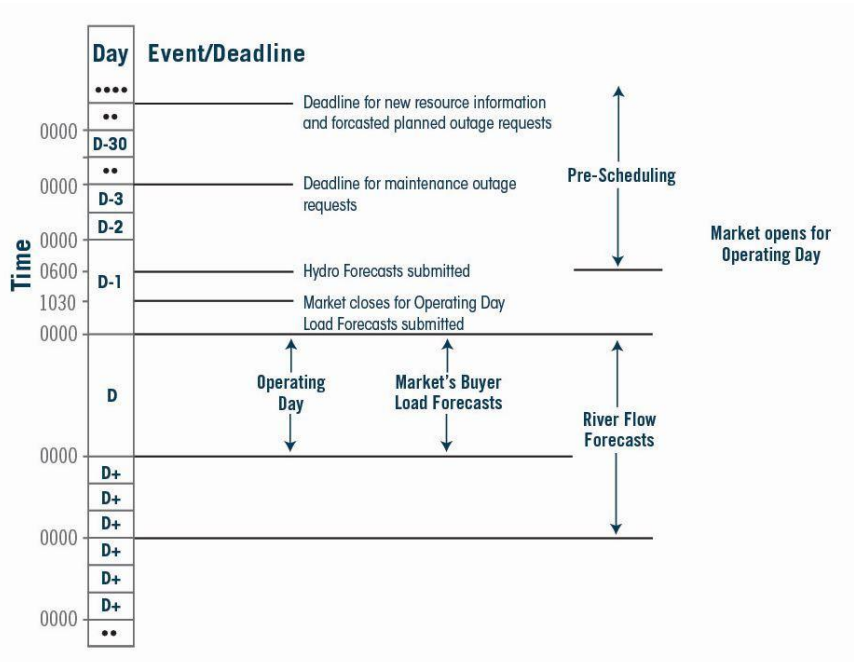 Day Event/Deadline
••••
Deadline for new resource information
and forcasted planned outage requests
••
0000
D-30
••
Pre-Scheduling
0000
Deadline for maintenance outage
requests
D-3
D-2
Market opens for
Operating Day
0000
Time
0600
D-1
Hydro Forecasts submitted
1030
Market closes for Operating Day
Load Forecasts submitted
0000
D
Operating
Day
Market's Buyer
Load Forecasts
River Flow
Forecasts
0000
D+
D+
D+
0000
D+
D+
D+
0000
••